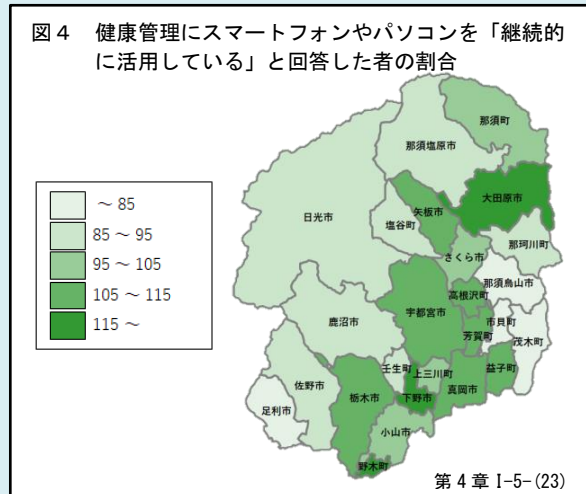 図4 健康管理にスマートフォンやパソコンを「継続的
に活用している」と回答した者の割合
～85
85～95
95～105
105～115
115～
那須町
那須塩原市
大田原市
日光市
矢板市
塩谷町
那珂川町
さくら市
那須烏山市
高根沢町
宇都宮市
市貝町
鹿沼市
芳賀町
茂木町
壬生町
上三川町
益子町
佐野市
真岡市
栃木市
下野市
足利市
小山市
野木町
第4章Ⅰ-5-(23)